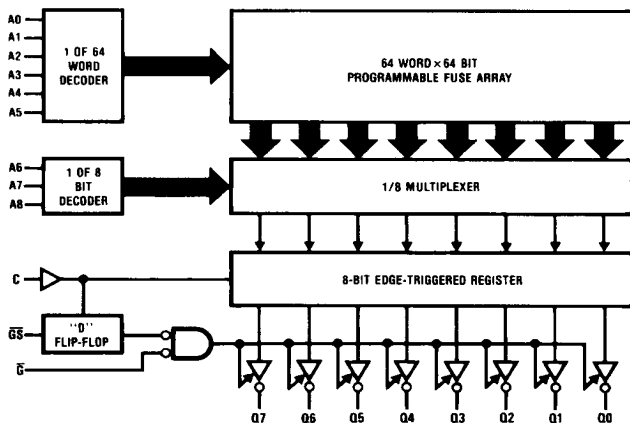 A0
A1
A2
A3
A4
A5
1 OF 64
WORD
DECODER
64 WORD × 64 BIT
PROGRAMMABLE FUSE ARRAY
A6
A7
A8
1 OF 8
BIT
DECODER
1/8 MULTIPLEXER
C
8-BIT EDGE-TRIGGERED REGISTER
G̅S̅
"D"
FLIP-FLOP
G̅
Q7 Q6 Q5 Q4 Q3 Q2 Q1 Q0